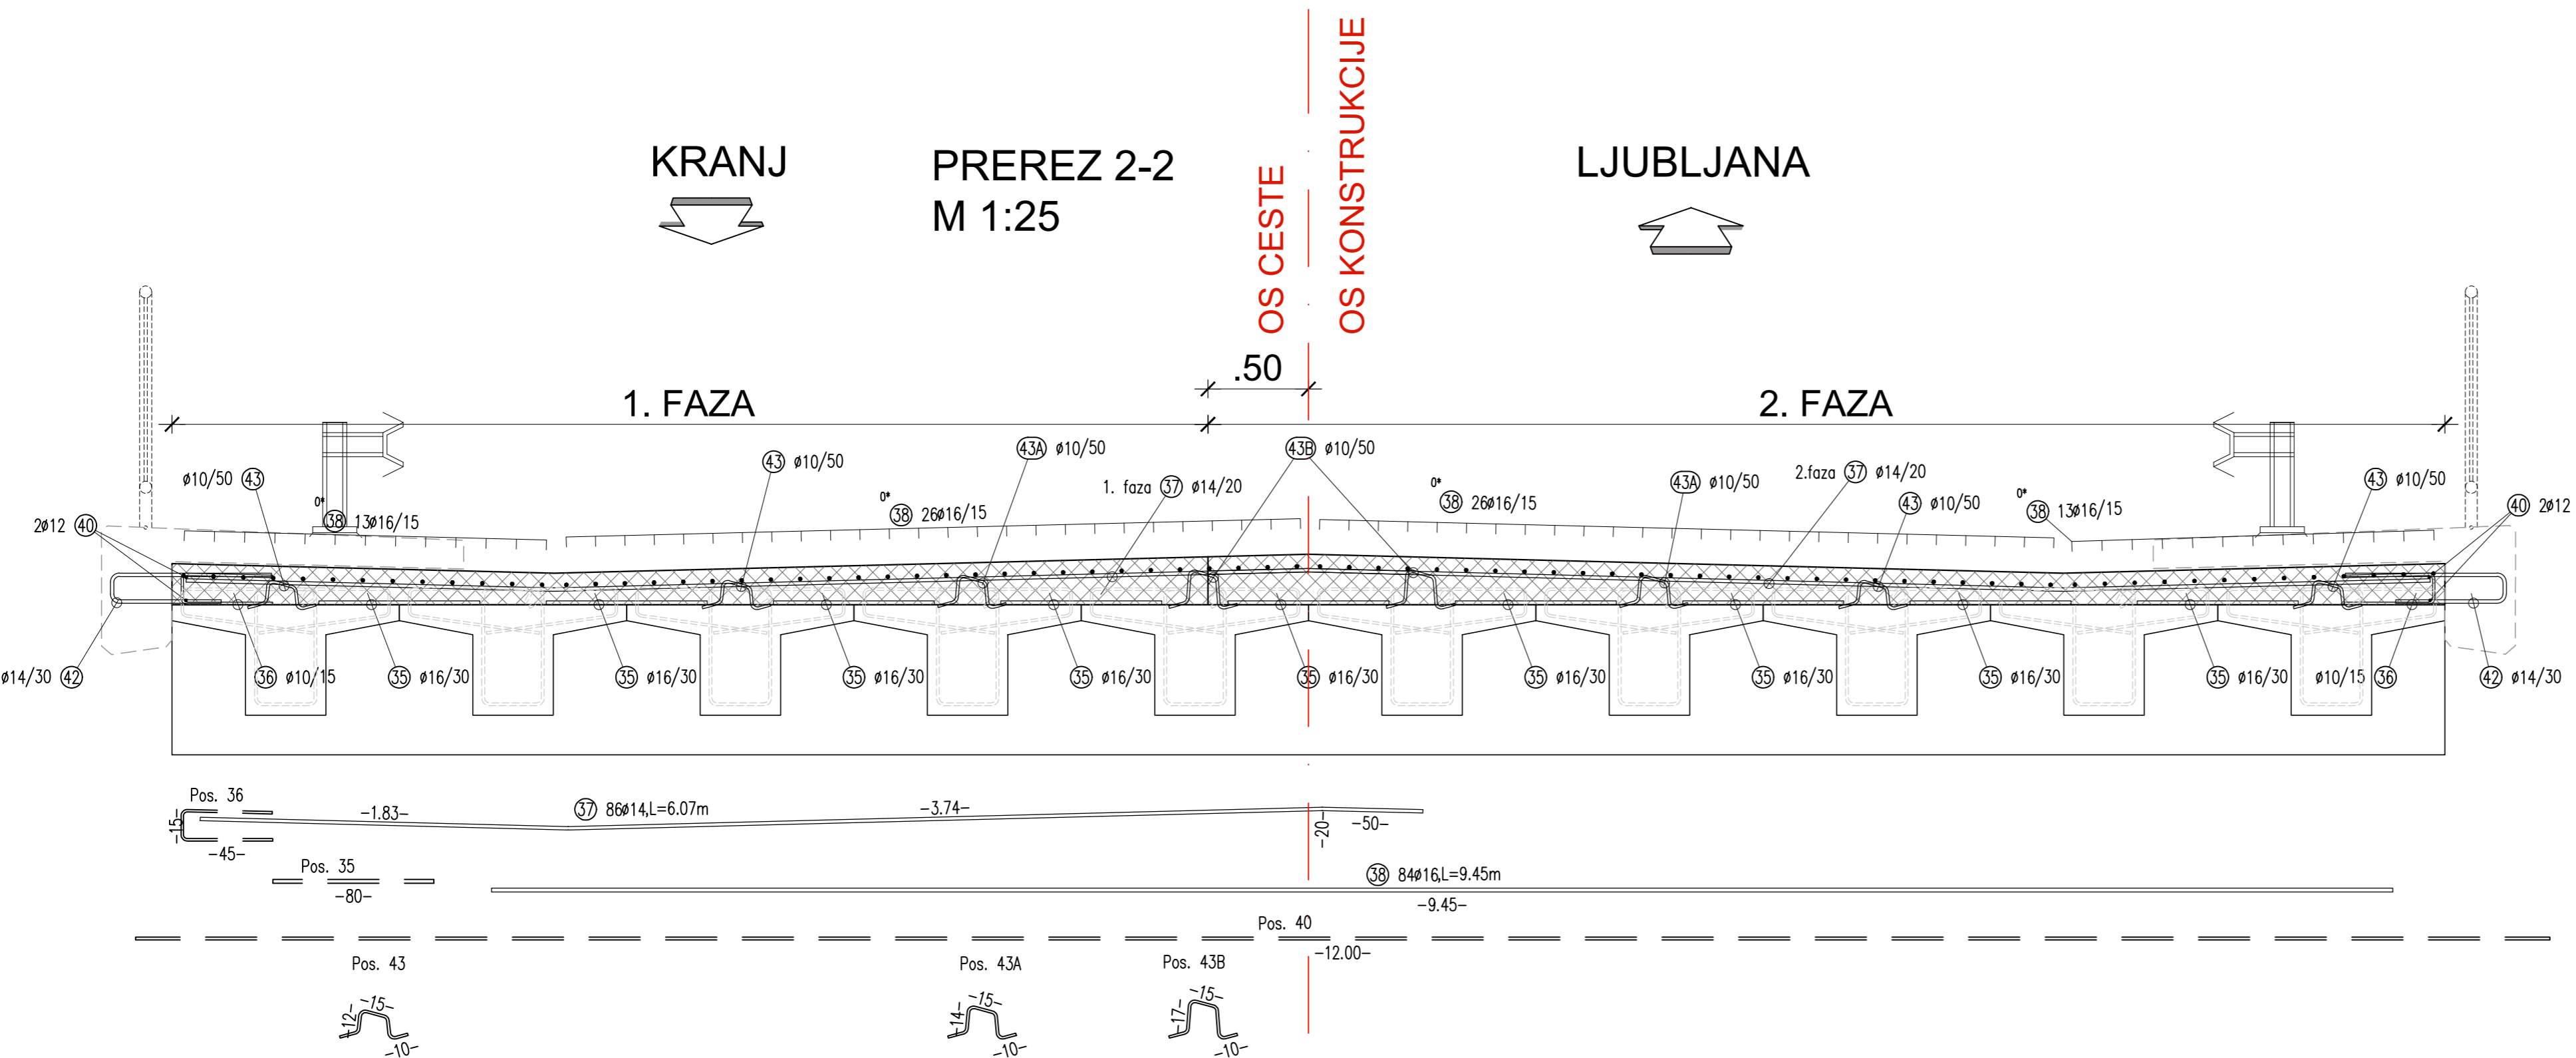 KRANJ
PREREZ 2-2
M 1:25
OS CESTE
OS KONSTRUKCIJE
LJUBLJANA
.50
1. FAZA
2. FAZA
ø10/50 43
43 ø10/50
43A ø10/50
43B ø10/50
43A ø10/50
43 ø10/50
43 ø10/50
0*
38 13ø16/15
0*
38 26ø16/15
1. faza 37 ø14/20
0*
38 26ø16/15
2.faza 37 ø14/20
0*
38 13ø16/15
2ø12 40
40 2ø12
ø14/30 42
36 ø10/15
35 ø16/30
35 ø16/30
35 ø16/30
35 ø16/30
35 ø16/30
35 ø16/30
35 ø16/30
35 ø16/30
35 ø16/30
ø10/15 36
42 ø14/30
Pos. 36
-15-
-45-
-1.83-
37 86ø14,L=6.07m
-3.74-
-20-
-50-
Pos. 35
-80-
38 84ø16,L=9.45m
-9.45-
Pos. 40
-12.00-
Pos. 43
-12-
-15-
-10-
Pos. 43A
-14-
-15-
-10-
Pos. 43B
-17-
-15-
-10-